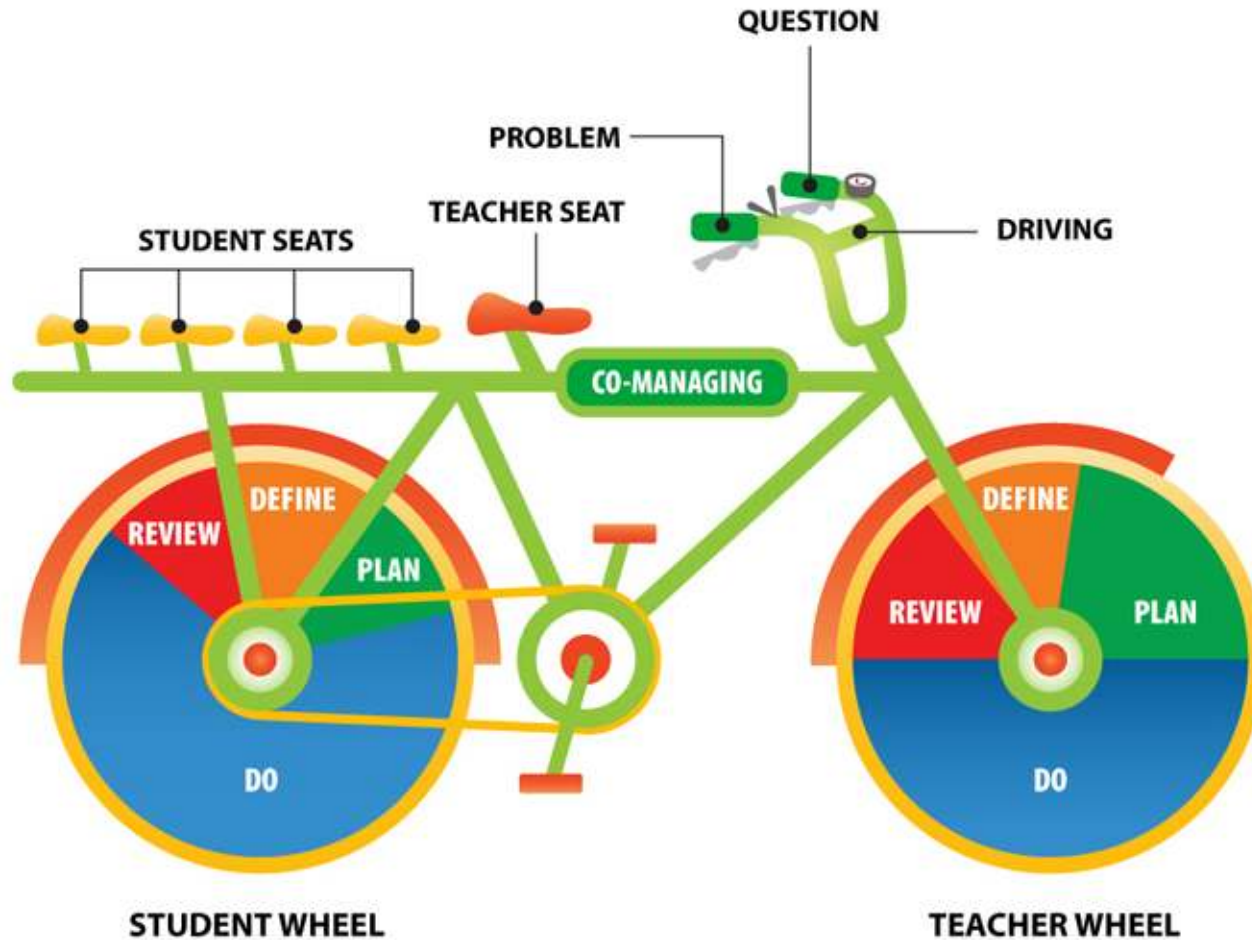 QUESTION
PROBLEM
TEACHER SEAT
STUDENT SEATS
DRIVING
CO-MANAGING
REVIEW
DEFINE
PLAN
DO
REVIEW
DEFINE
PLAN
DO
STUDENT WHEEL
TEACHER WHEEL